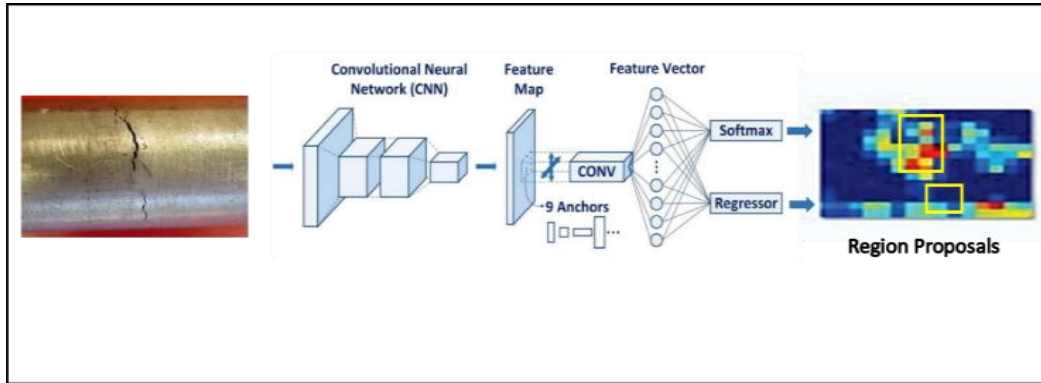 Convolutional Neural
Network (CNN)
Feature
Map
Feature Vector
CONV
9 Anchors
Softmax
Regressor
Region Proposals